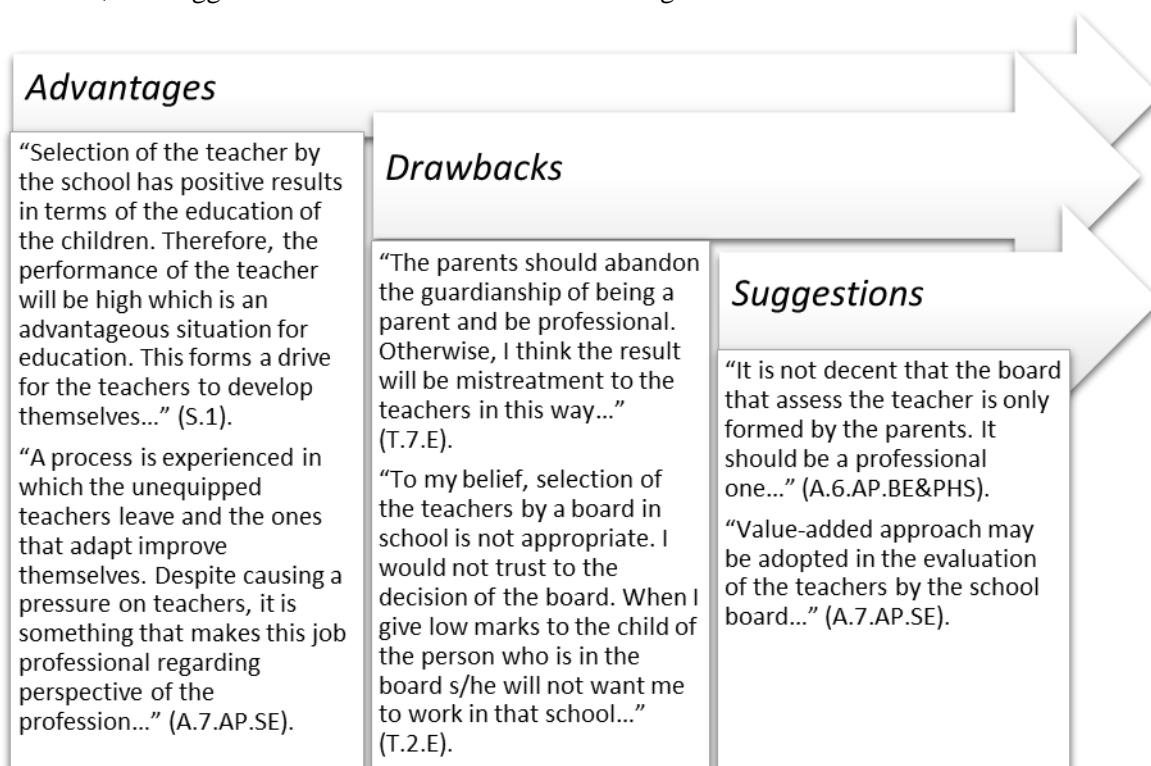 Advantages
“Selection of the teacher by
the school has positive results
in terms of the education of
the children. Therefore, the
performance of the teacher
will be high which is an
advantageous situation for
education. This forms a drive
for the teachers to develop
themselves...” (S.1).
“A process is experienced in
which the unequipped
teachers leave and the ones
that adapt improve
themselves. Despite causing a
pressure on teachers, it is
something that makes this job
professional regarding
perspective of the
profession...” (A.7.AP.SE).
Drawbacks
“The parents should abandon
the guardianship of being a
parent and be professional.
Otherwise, I think the result
will be mistreatment to the
teachers in this way...”
(T.7.E).
“To my belief, selection of
the teachers by a board in
school is not appropriate. I
would not trust to the
decision of the board. When I
give low marks to the child of
the person who is in the
board s/he will not want me
to work in that school...”
(T.2.E).
Suggestions
“It is not decent that the board
that assess the teacher is only
formed by the parents. It
should be a professional
one...” (A.6.AP.BE&PHS).
“Value-added approach may
be adopted in the evaluation
of the teachers by the school
board...” (A.7.AP.SE).